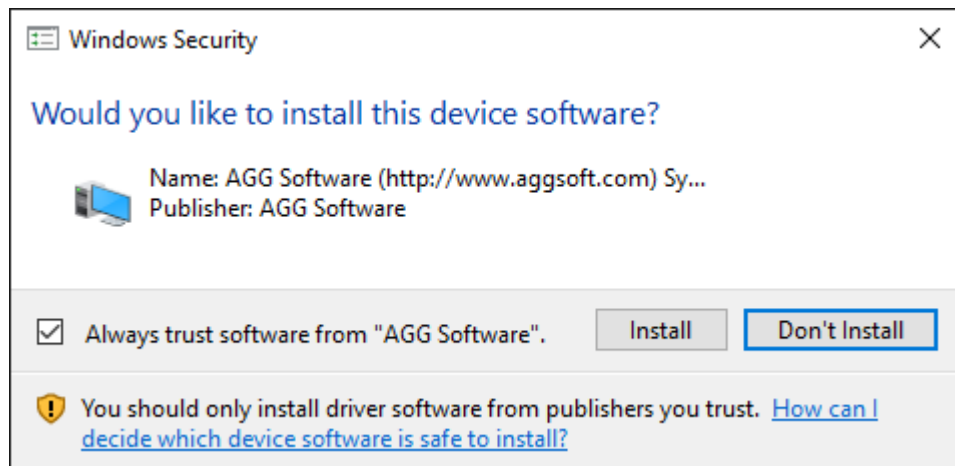 Windows Security
Would you like to install this device software?
Name: AGG Software (http://www.aggsoft.com) Sy...
Publisher: AGG Software
Always trust software from "AGG Software".
Install
Don't Install
You should only install driver software from publishers you trust. How can I
decide which device software is safe to install?